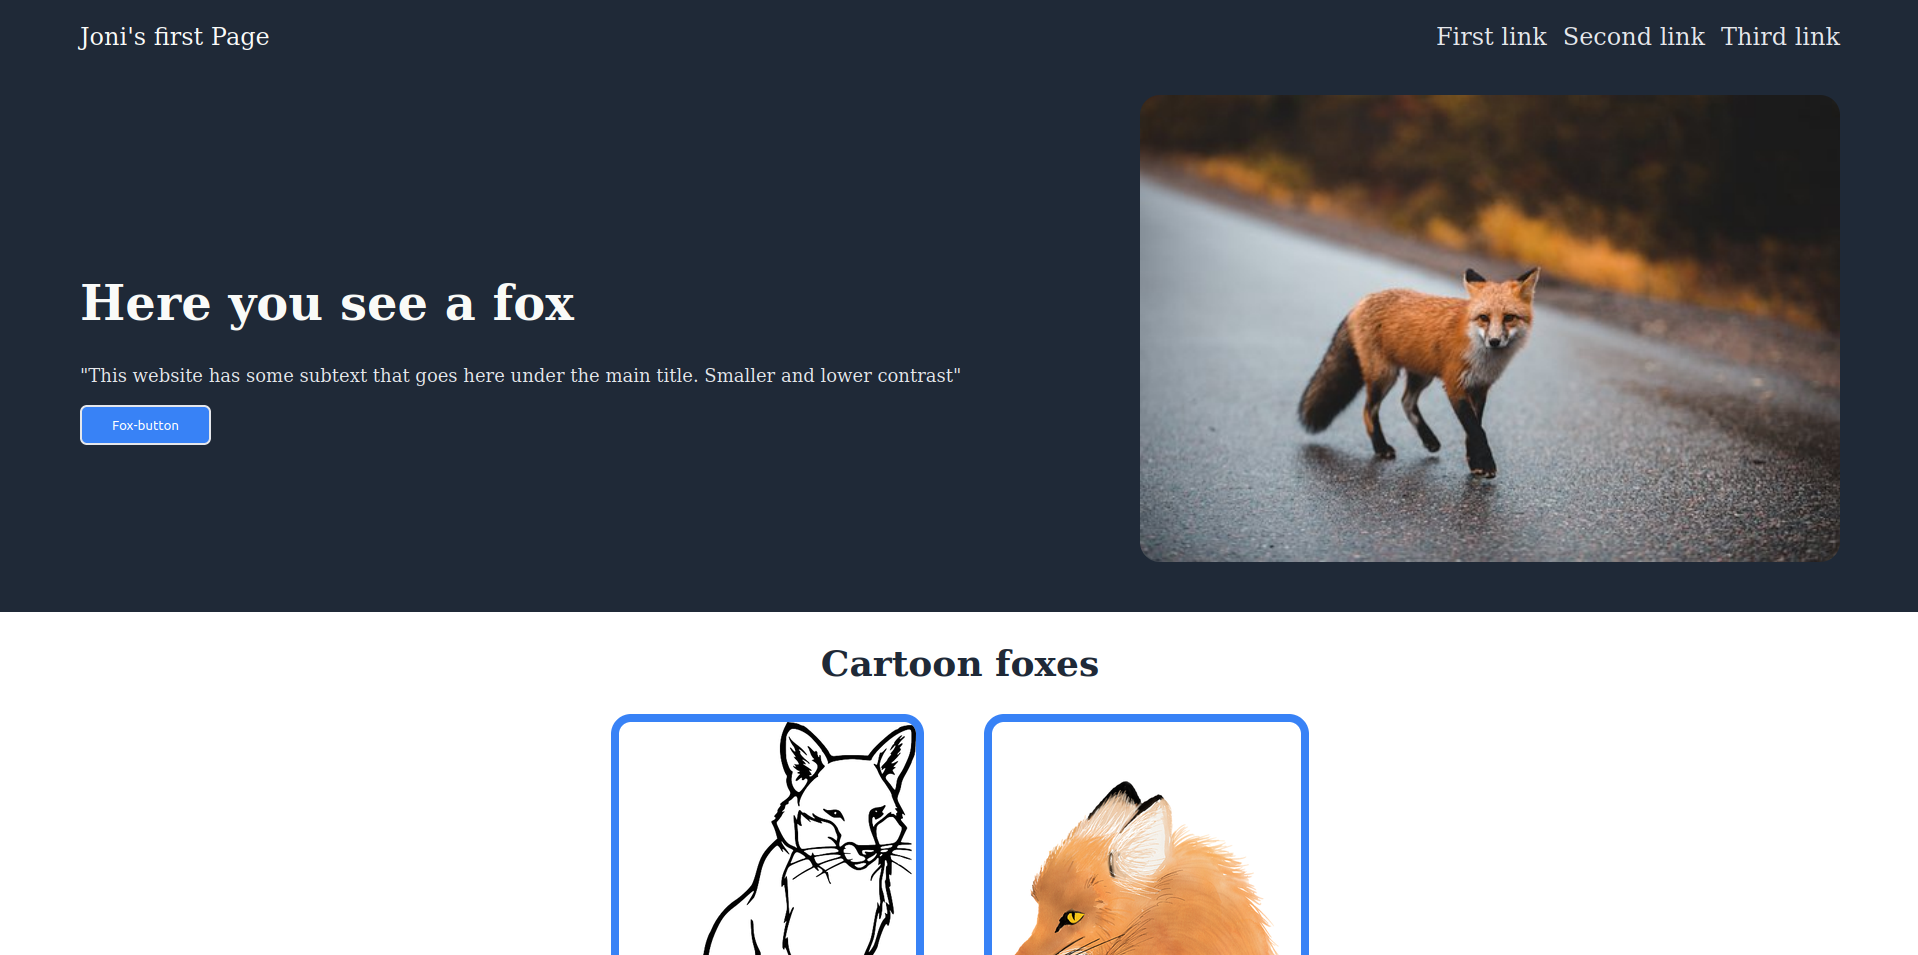 Joni's first Page
First link Second link Third link
Here you see a fox
"This website has some subtext that goes here under the main title. Smaller and lower contrast"
Fox-button
Cartoon foxes